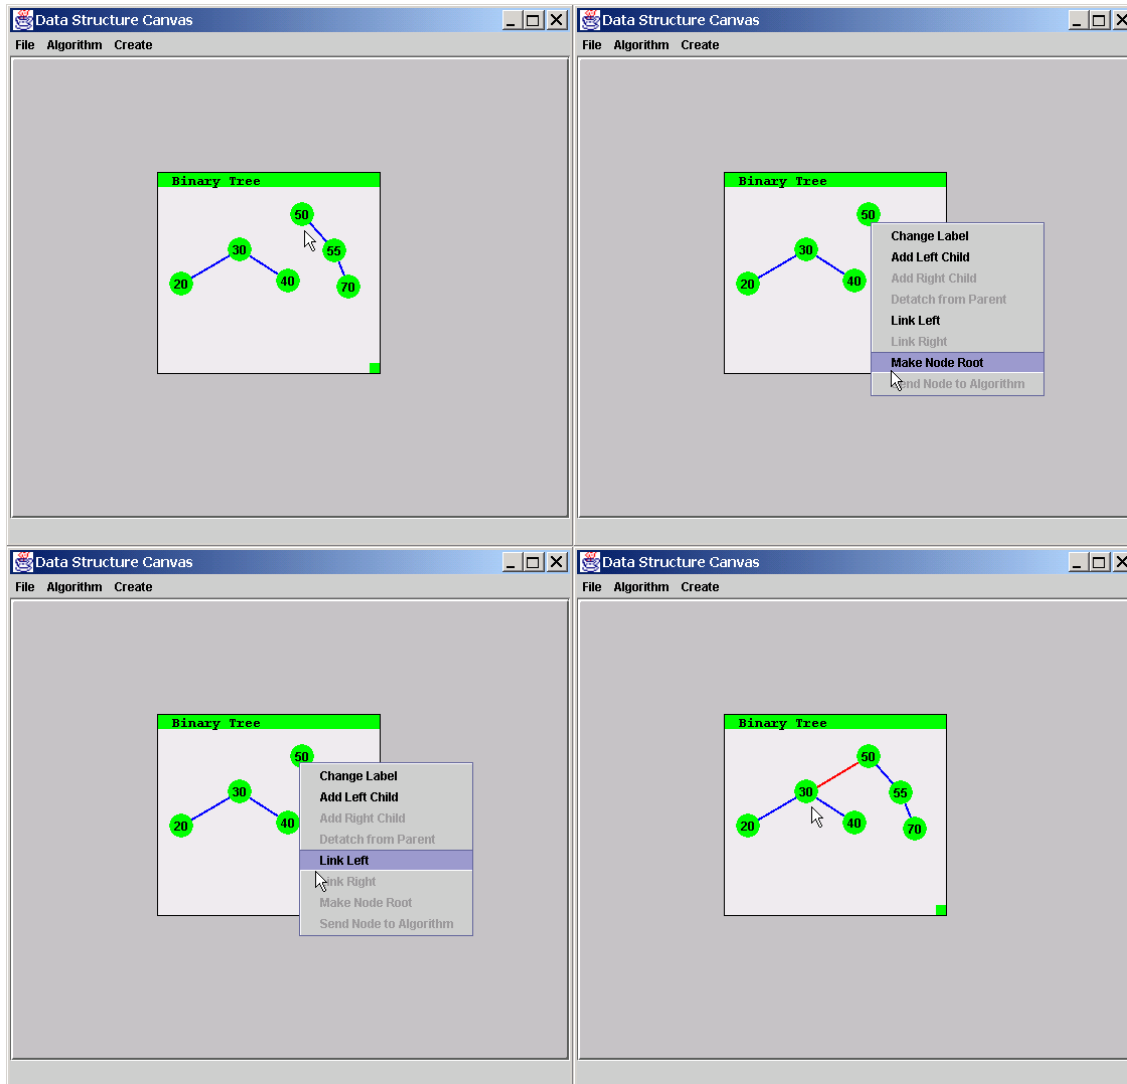 Data Structure Canvas
File Algorithm Create
Binary Tree
50
30
55
20
40
70
Data Structure Canvas
File Algorithm Create
Binary Tree
50
30
20
40
Change Label
Add Left Child
Add Right Child
Detatch from Parent
Link Left
Link Right
Make Node Root
end Node to Algorithm
Data Structure Canvas
File Algorithm Create
Binary Tree
50
30
20
40
Change Label
Add Left Child
Add Right Child
Detatch from Parent
Link Left
ink Right
Make Node Root
Send Node to Algorithm
Data Structure Canvas
File Algorithm Create
Binary Tree
50
30
55
20
40
70